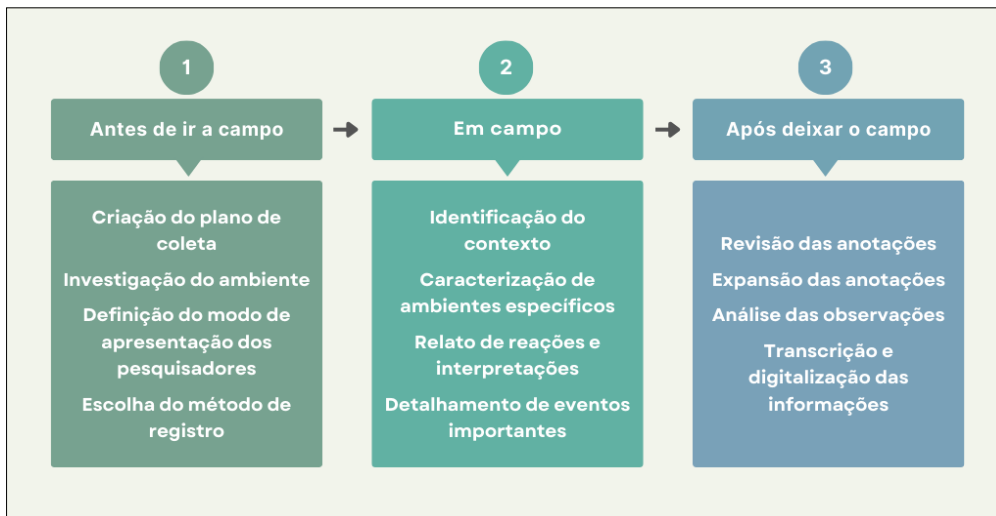 1
Antes de ir a campo
Criação do plano de
coleta
Investigação do ambiente
Definição do modo de
apresentação dos
pesquisadores
Escolha do método de
registro
2
Em campo
Identificação do
contexto
Caracterização de
ambientes específicos
Relato de reações e
interpretações
Detalhamento de eventos
importantes
3
Após deixar o campo
Revisão das anotações
Expansão das anotações
Análise das observações
Transcrição e
digitalização das
informações